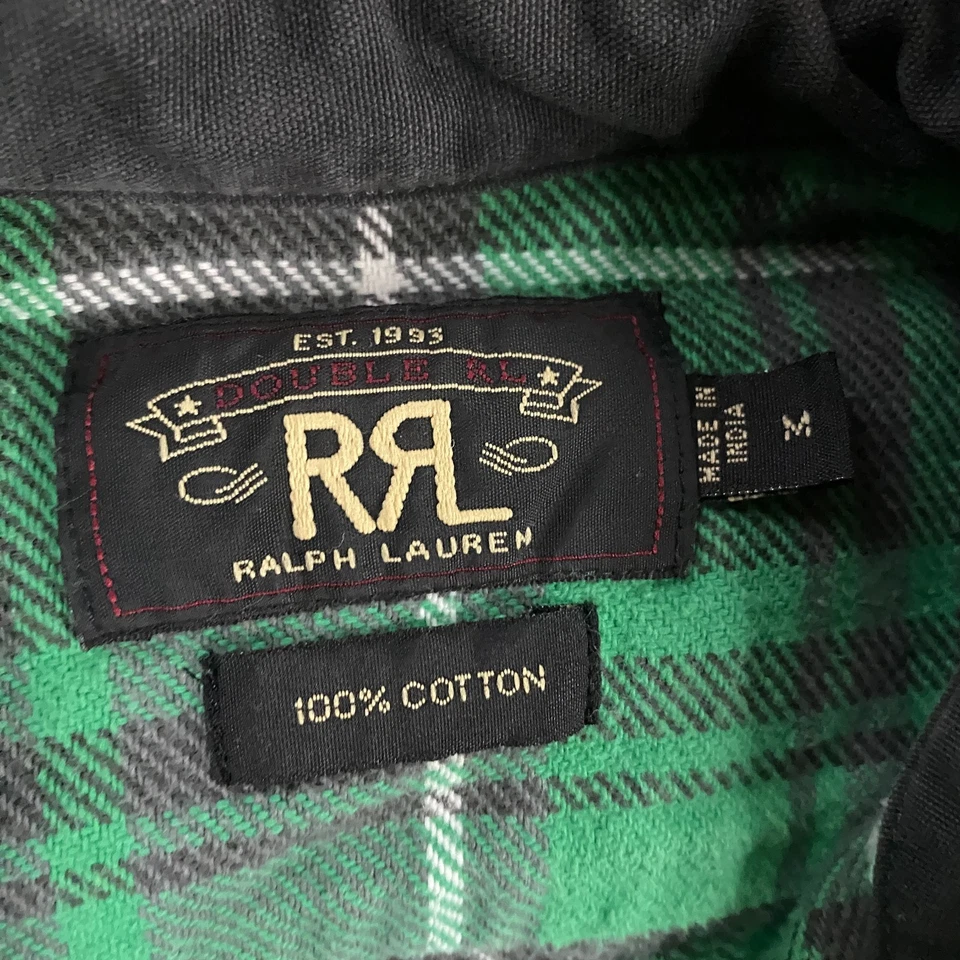 EST. 1993
DOUBLE RL
RRL
RALPH LAUREN
MADE IN
INDIA
M
100% COTTON